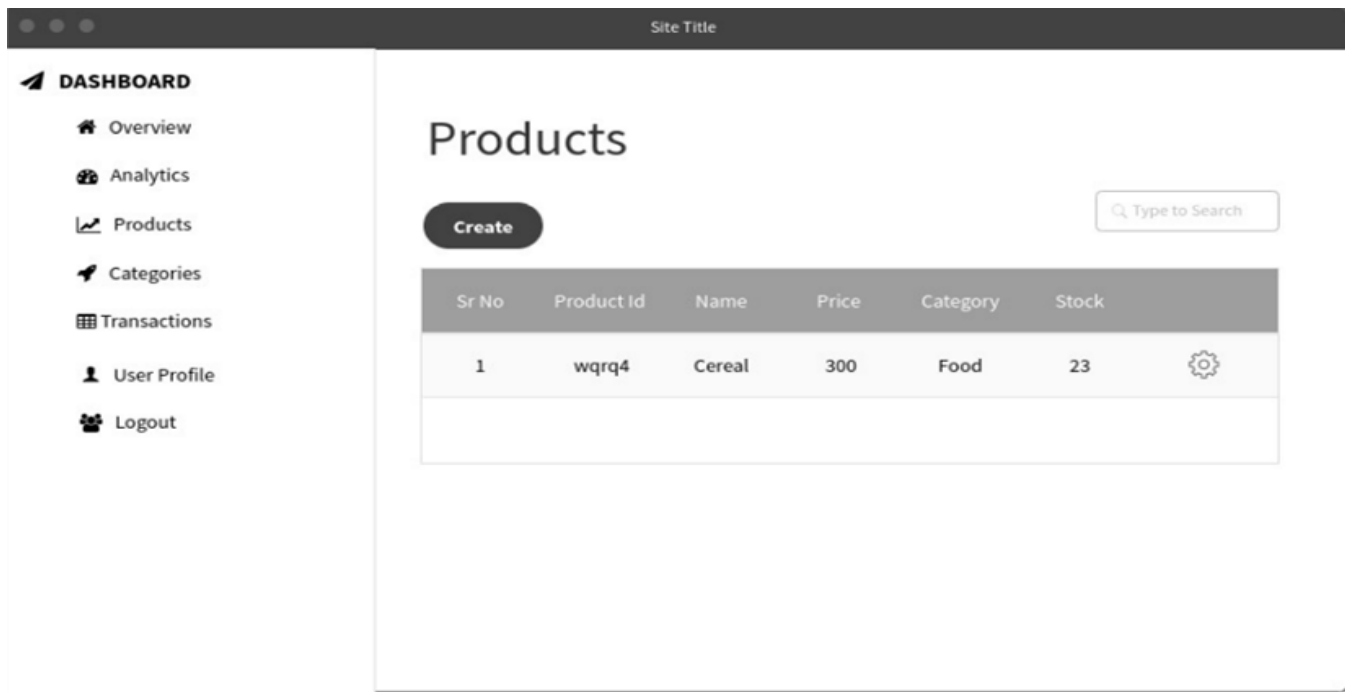 Site Title
DASHBOARD
Overview
Analytics
Products
Categories
Transactions
User Profile
Logout
Products
Create
Type to Search
Sr No Product Id Name Price Category Stock
1 wqrq4 Cereal 300 Food 23